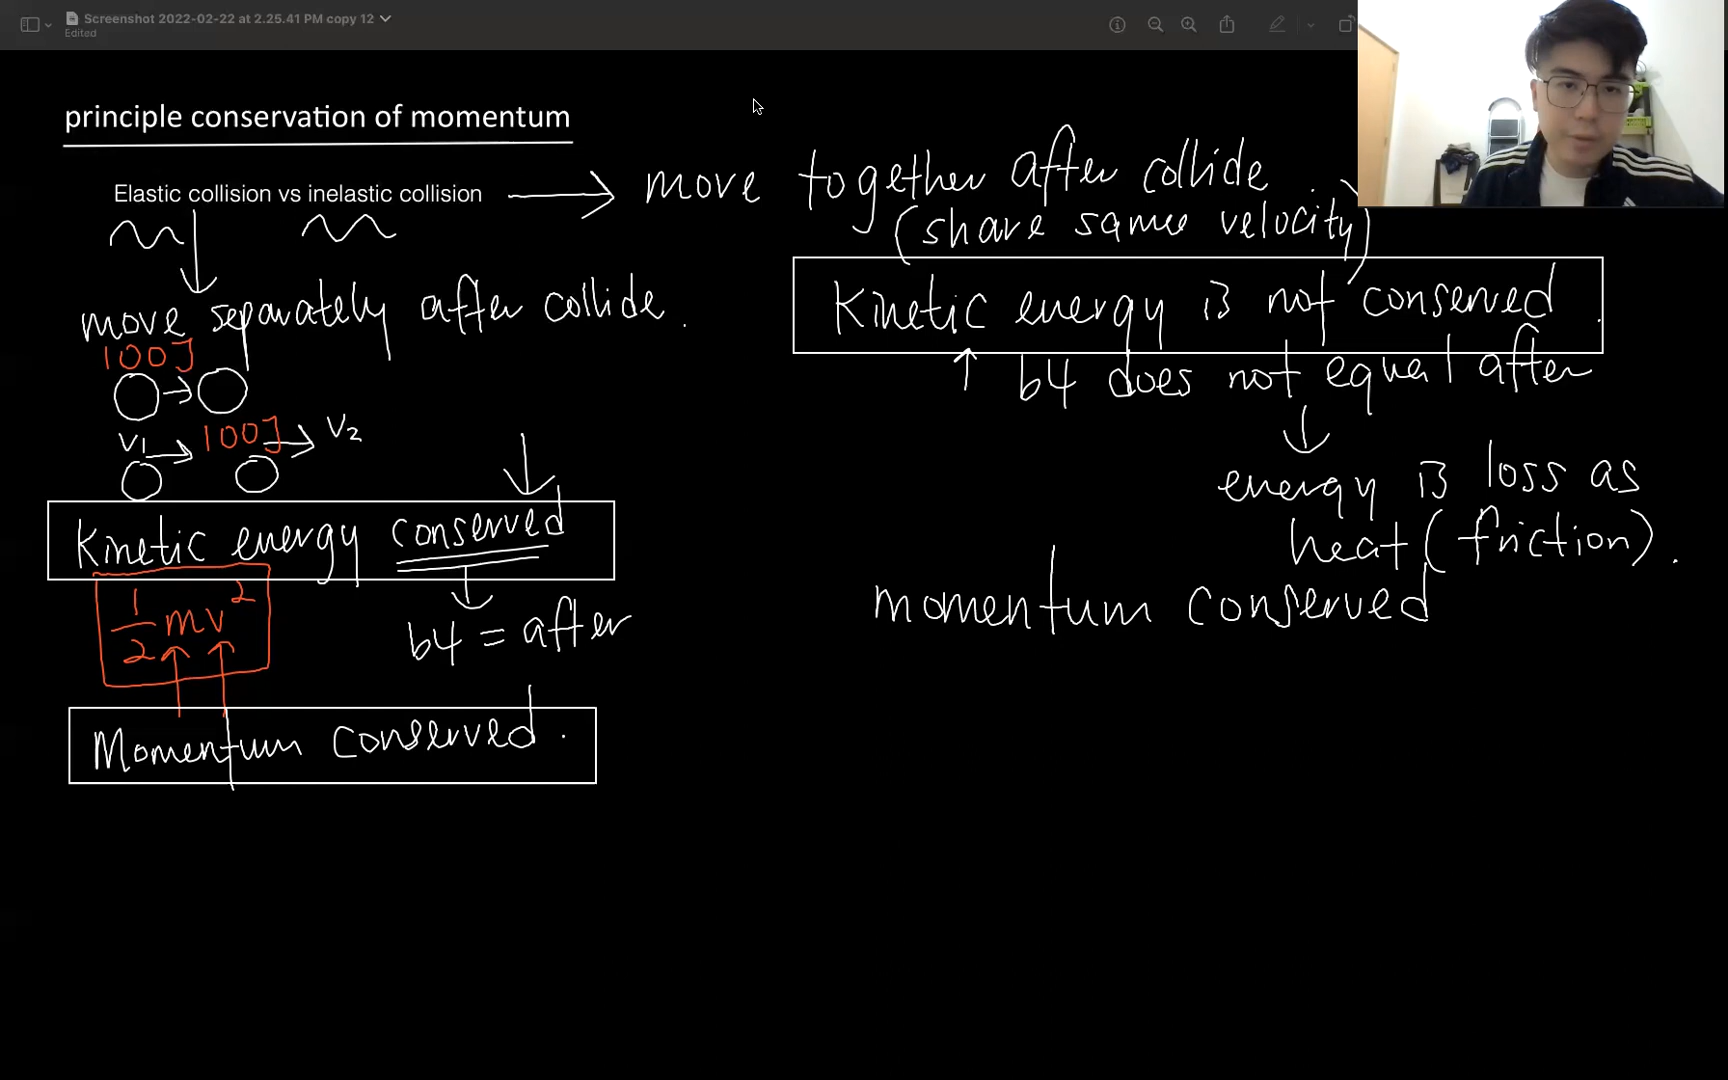 Screenshot 2022-02-22 at 2.25.41 PM copy 12
Edited
principle conservation of momentum
Elastic collision vs inelastic collision
move together after collide
(share same velocity)
Kinetic energy is not conserved.
b4 does not equal after
energy is loss as
heat (friction).
momentum conserved
move separately after collide.
100J
V1
100J
V2
Kinetic energy conserved
1/2 mv²
b4 = after
Momentum conserved.